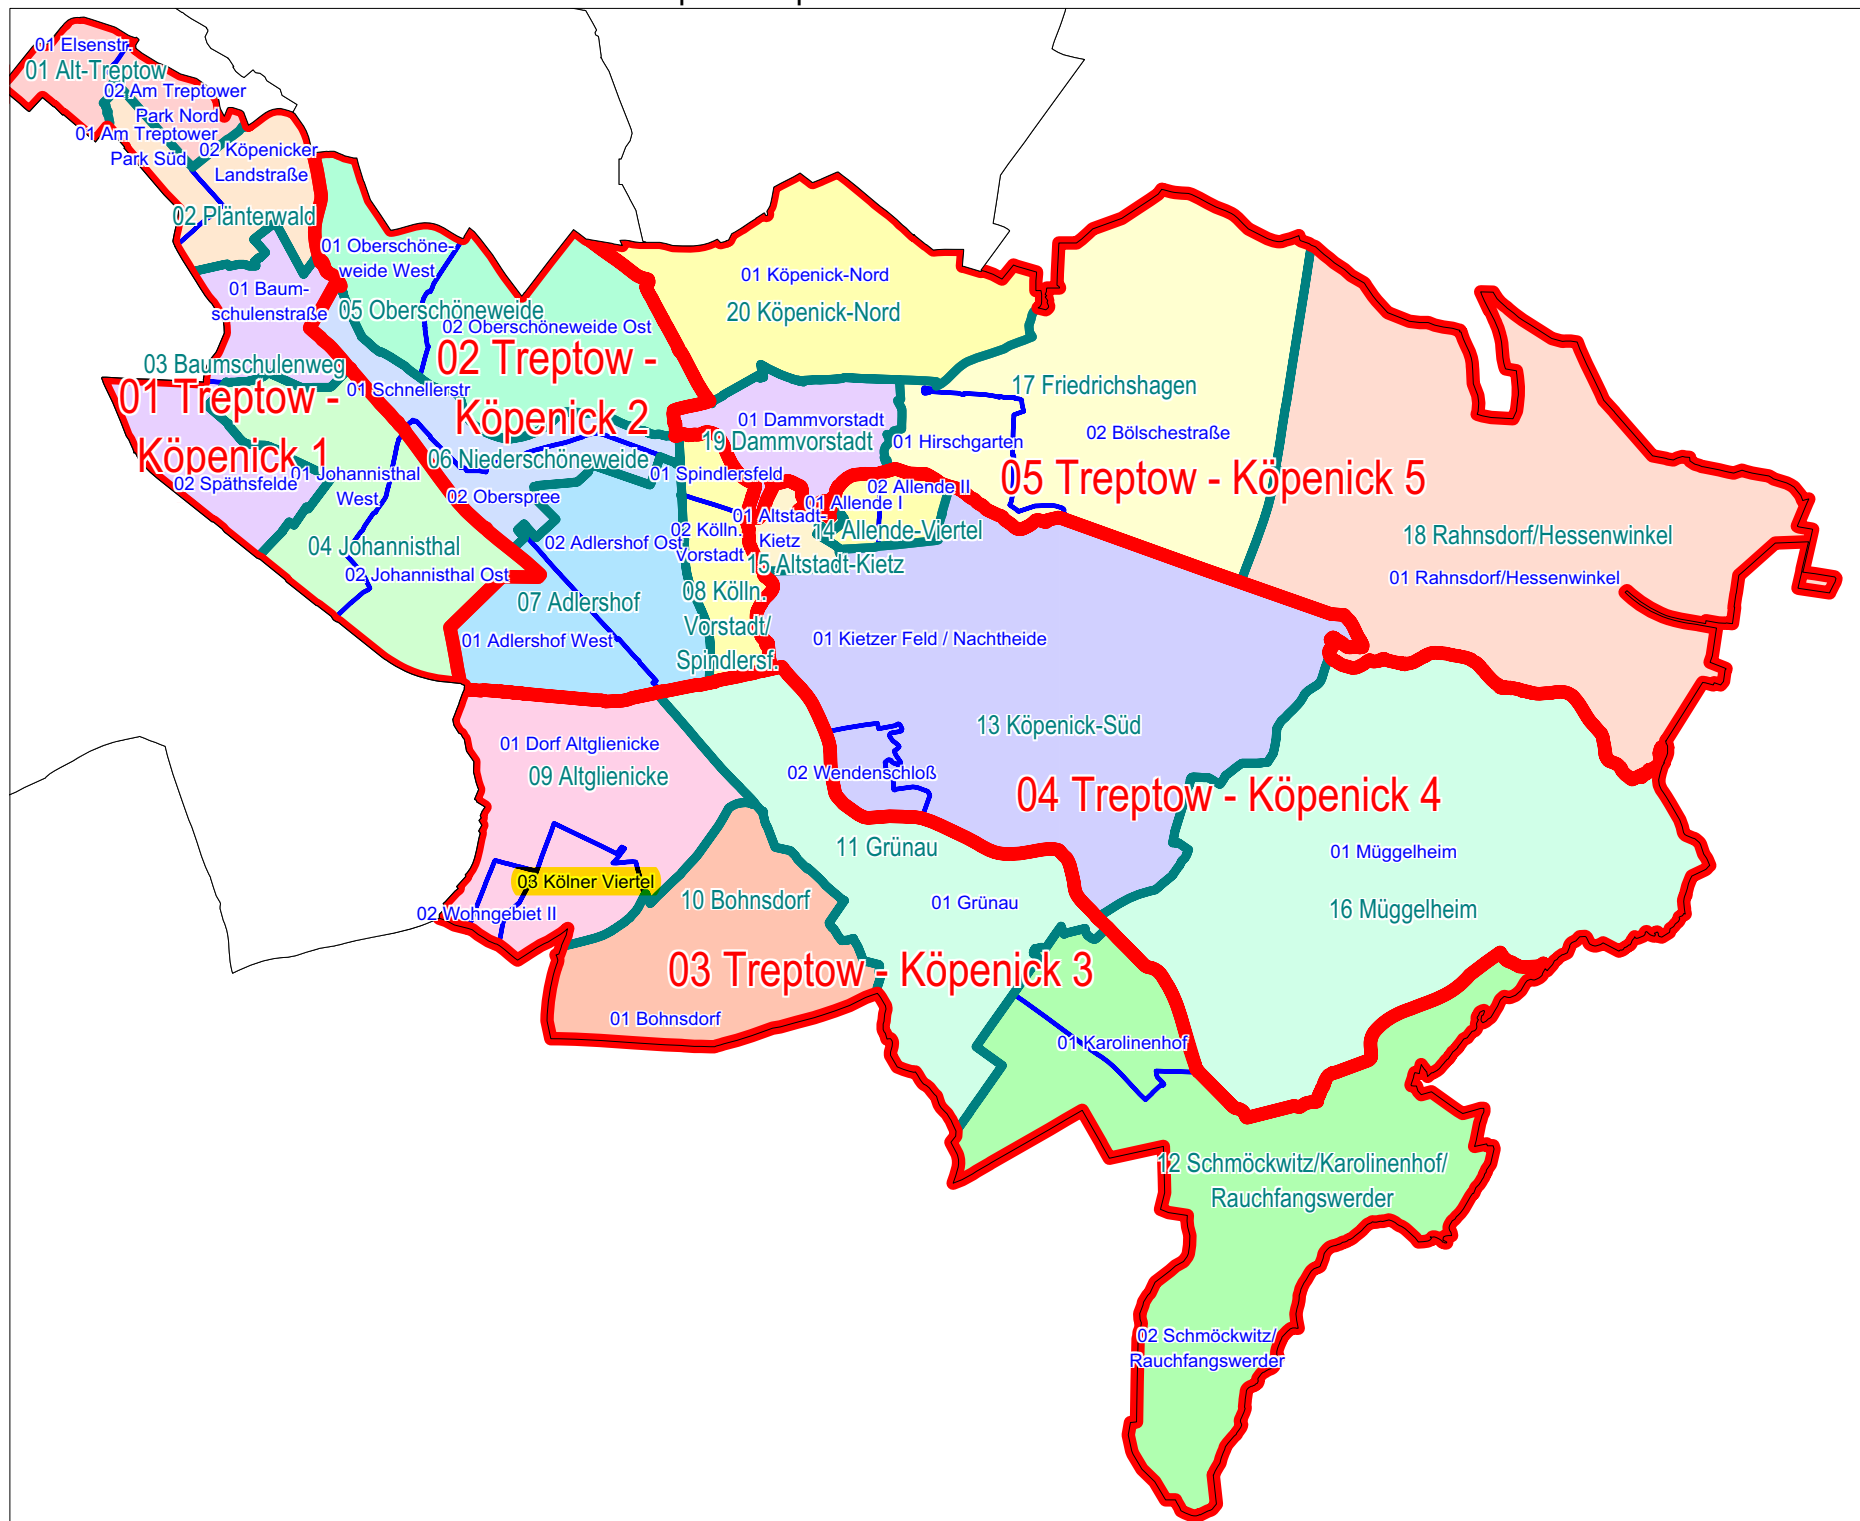 01 Elsenstr.
01 Alt-Treptow
02 Am Treptower
Park Nord
01 Am Treptower
Park Süd
02 Köpenicker
Landstraße
02 Plänterwald
01 Oberschöne-
weide West
01 Baum-
schulenstraße
05 Oberschöneweide
02 Oberschöneweide Ost
02 Treptow -
Köpenick 2
03 Baumschulenweg
01 Treptow -
Köpenick 1
01 Schnellerstr
06 Niederschöneweide
01 Johannisthal
West
02 Späthsfelde
02 Oberspree
04 Johannisthal
02 Johannisthal Ost
02 Adlershof Ost
07 Adlershof
01 Adlershof West
01 Köpenick-Nord
20 Köpenick-Nord
01 Dammvorstadt
19 Dammvorstadt
01 Spindlersfeld
02 Kölln.
Vorstadt
08 Kölln.
Vorstadt/
Spindlersf.
01 Altstadt-
Kietz
15 Altstadt-Kietz
01 Allende I
02 Allende II
14 Allende-Viertel
01 Hirschgarten
17 Friedrichshagen
02 Bölschestraße
05 Treptow - Köpenick 5
18 Rahnsdorf/Hessenwinkel
01 Rahnsdorf/Hessenwinkel
01 Kietzer Feld / Nachtheide
13 Köpenick-Süd
02 Wendenschloß
04 Treptow - Köpenick 4
01 Müggelheim
16 Müggelheim
01 Dorf Altglienicke
09 Altglienicke
03 Kölner Viertel
02 Wohngebiet II
10 Bohnsdorf
01 Bohnsdorf
11 Grünau
01 Grünau
03 Treptow - Köpenick 3
01 Karolinenhof
12 Schmöckwitz/Karolinenhof/
Rauchfangswerder
02 Schmöckwitz/
Rauchfangswerder